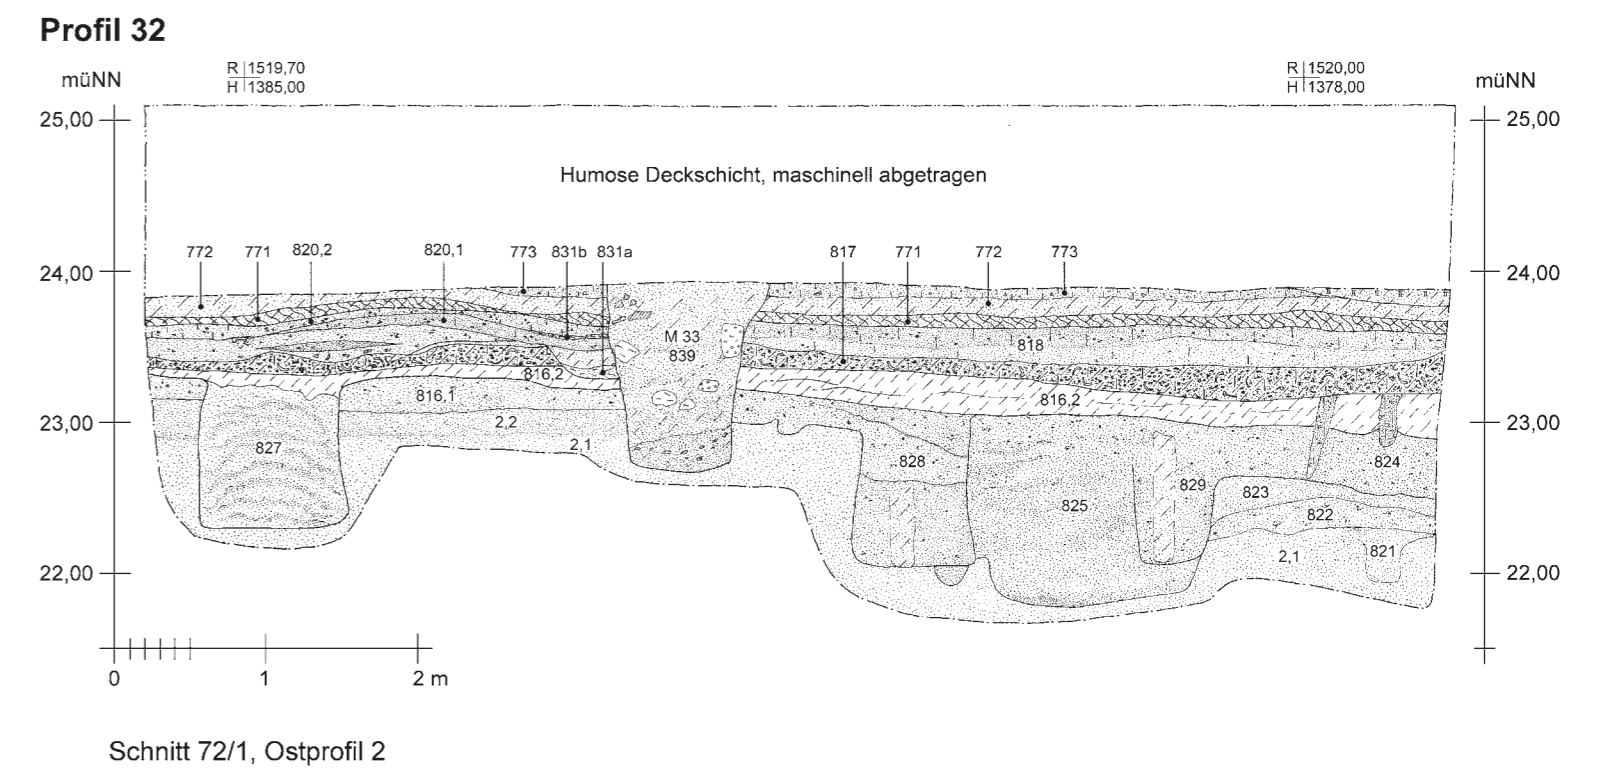 Profil 32
R 1519,70
H 1385,00
R 1520,00
H 1378,00
müNN
müNN
25,00
25,00
Humose Deckschicht, maschinell abgetragen
772
771
820,2
820,1
773
831b
831a
817
771
772
773
24,00
24,00
M 33
839
818
816,2
816,1
816,2
23,00
23,00
2,2
2,1
827
828
824
829
823
825
822
821
2,1
22,00
22,00
0
1
2 m
Schnitt 72/1, Ostprofil 2